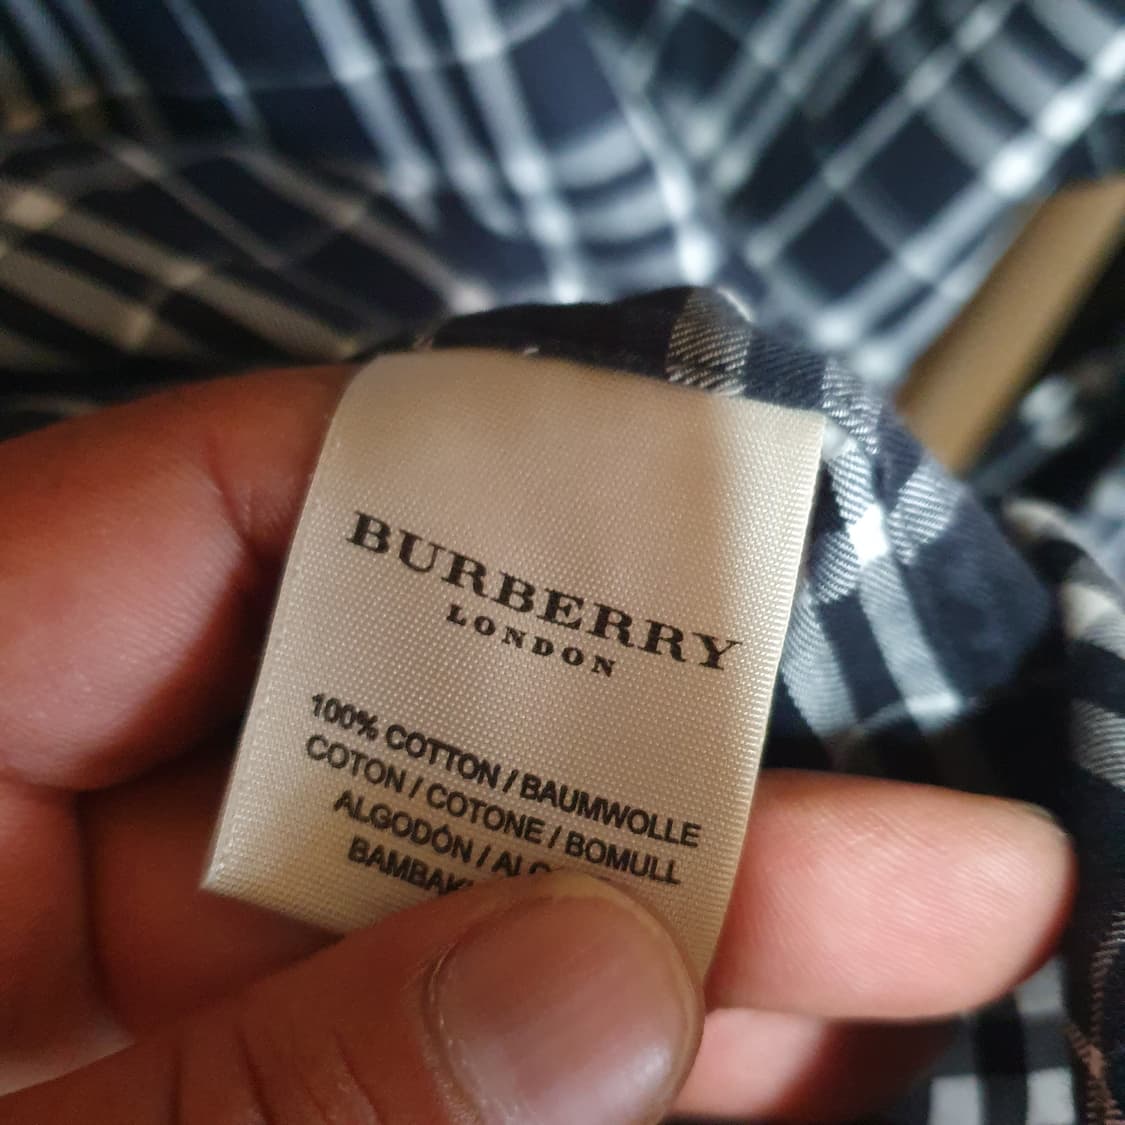 BURBERRY
LONDON
100% COTTON / BAUMWOLLE
COTON / COTONE / BOMULL
ALGODÓN /